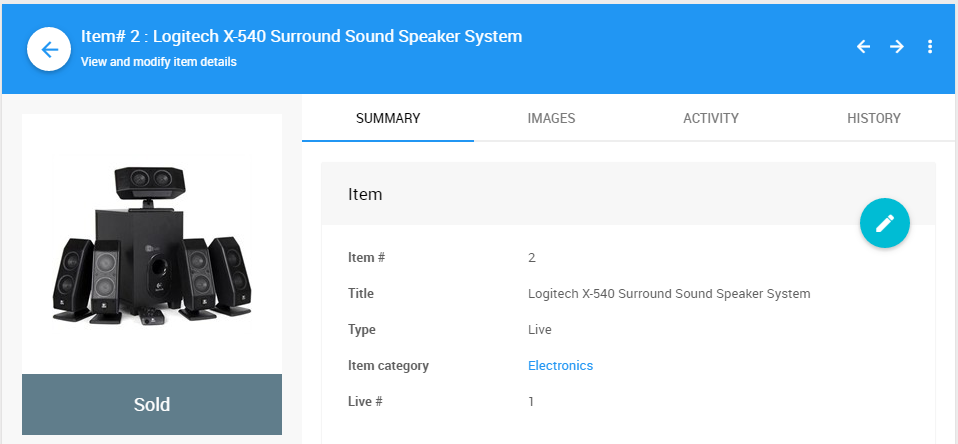 Item# 2 : Logitech X-540 Surround Sound Speaker System
View and modify item details
SUMMARY IMAGES ACTIVITY HISTORY
Item
Item # 2
Title Logitech X-540 Surround Sound Speaker System
Type Live
Item category Electronics
Live # 1
Sold